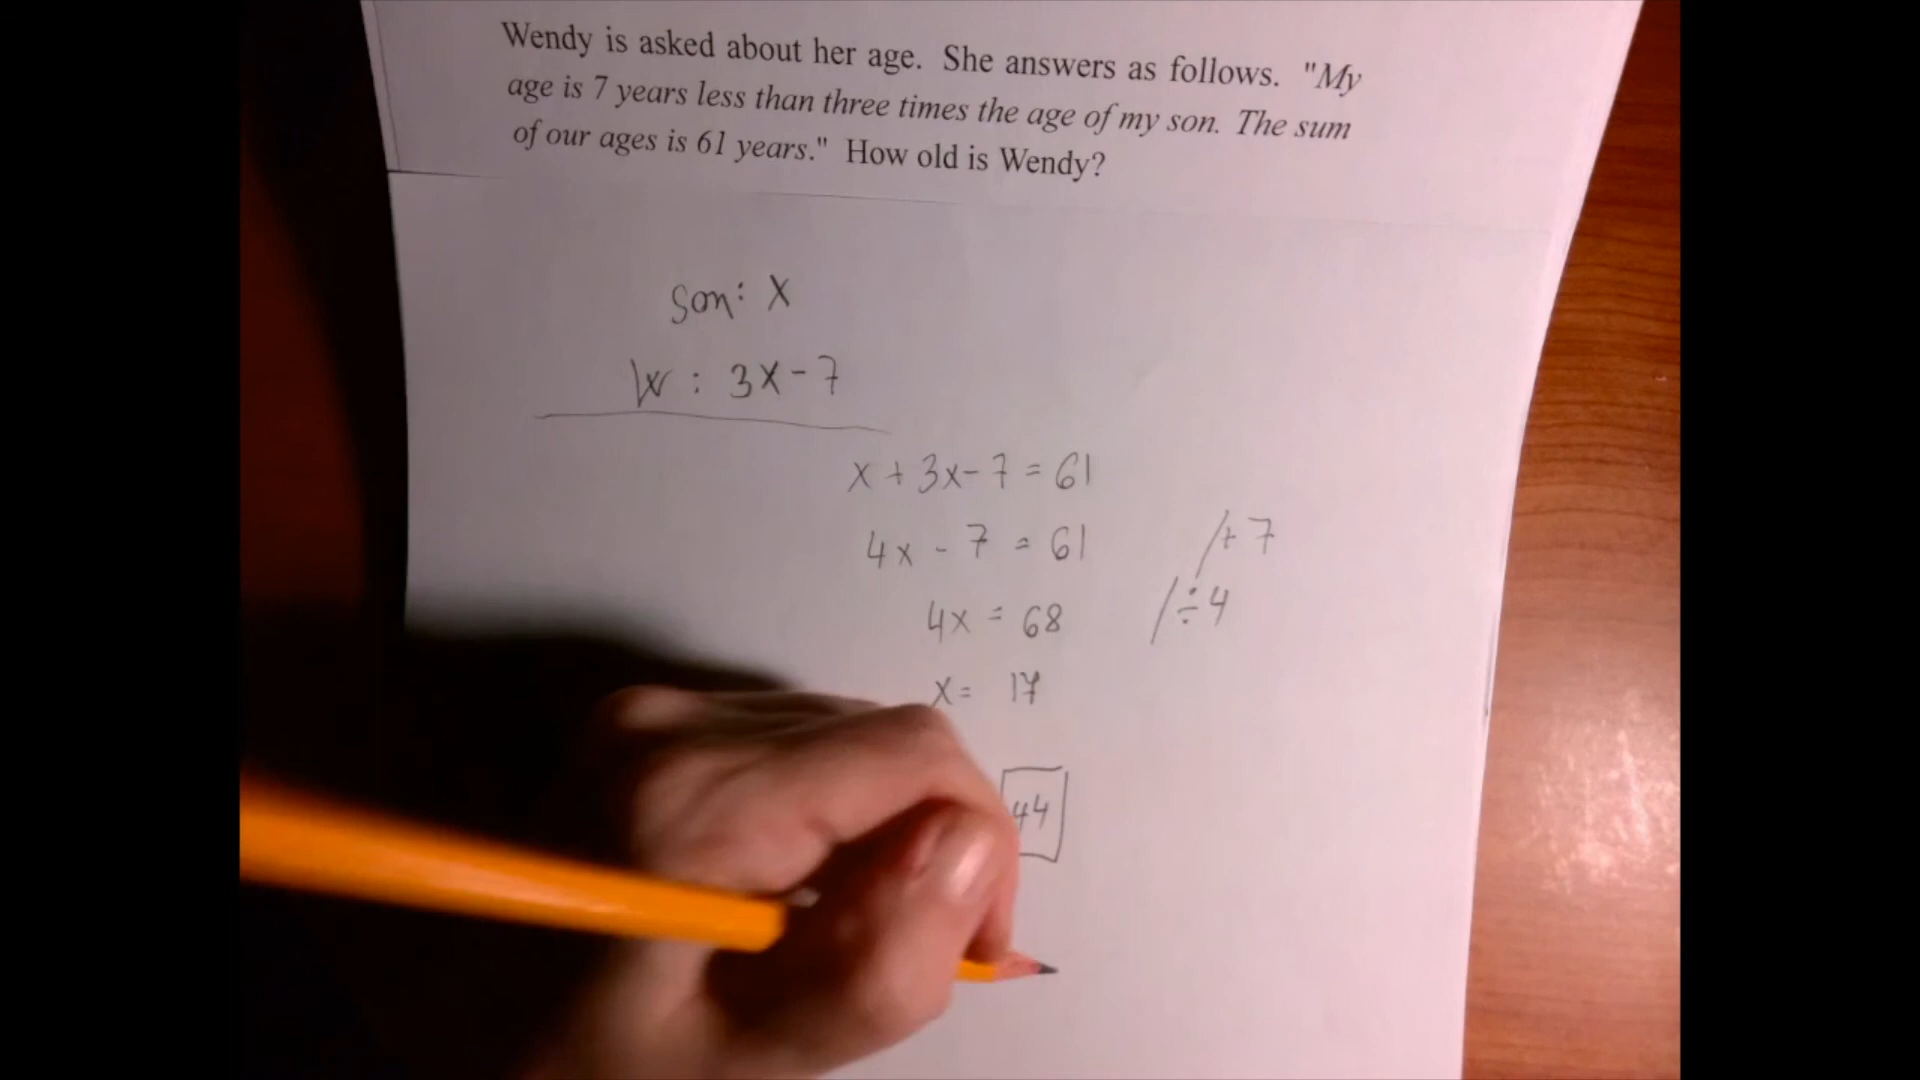 Wendy is asked about her age. She answers as follows. "My
age is 7 years less than three times the age of my son. The sum
of our ages is 61 years." How old is Wendy?
Son: X
W : 3X - 7
x + 3x - 7 = 61
4x - 7 = 61 / + 7
4x = 68 / ÷ 4
x = 17
44